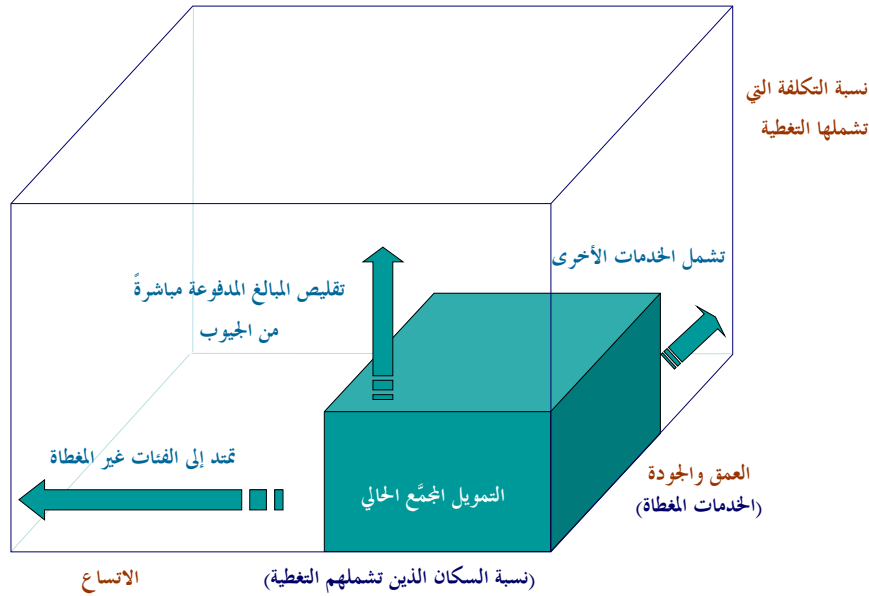 نسبة التكلفة التي
تشملها التغطية
تشمل الخدمات الأخرى
تقليص المبالغ المدفوعة مباشرةً
من الجيوب
تمتد إلى الفئات غير المغطاة
العمق والجودة
(الخدمات المغطاة)
التمويل المجمَّع الحالي
(نسبة السكان الذين تشملهم التغطية)
الاتساع